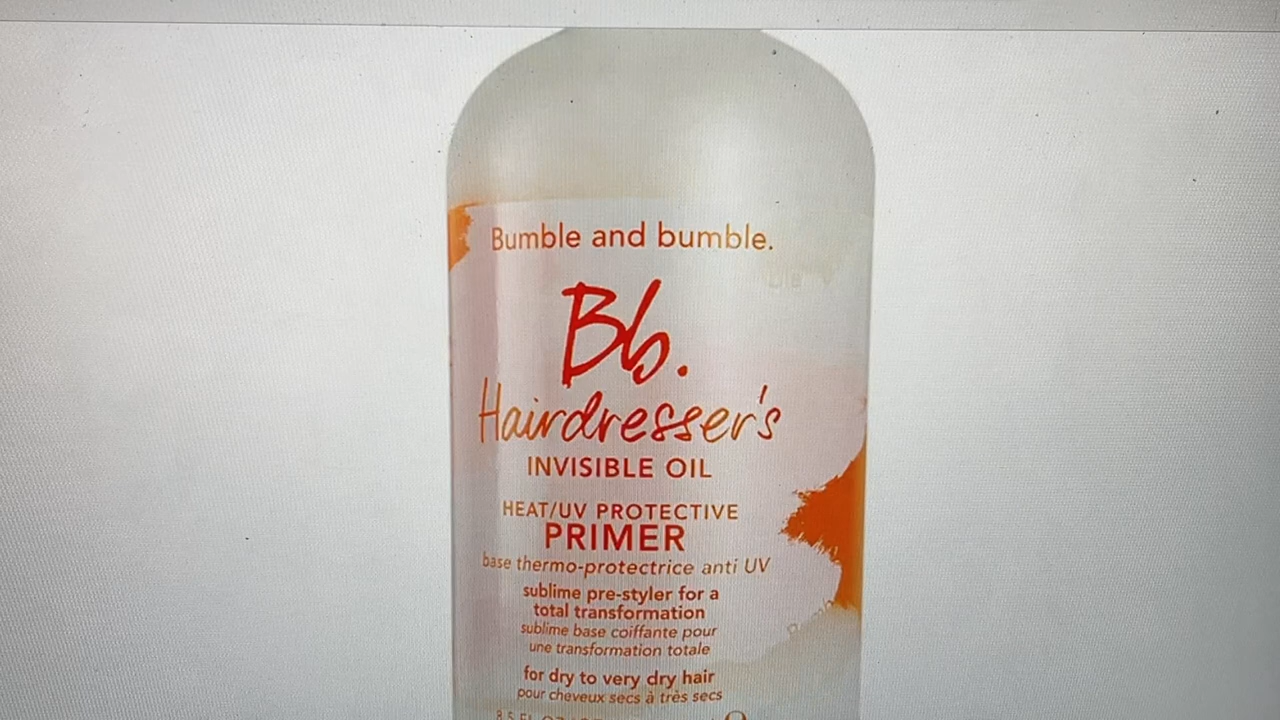 Bumble and bumble.
Bb.
Hairdresser's
INVISIBLE OIL
HEAT/UV PROTECTIVE
PRIMER
base thermo-protectrice anti UV
sublime pre-styler for a
total transformation
sublime base coiffante pour
une transformation totale
for dry to very dry hair
pour cheveux secs à très secs